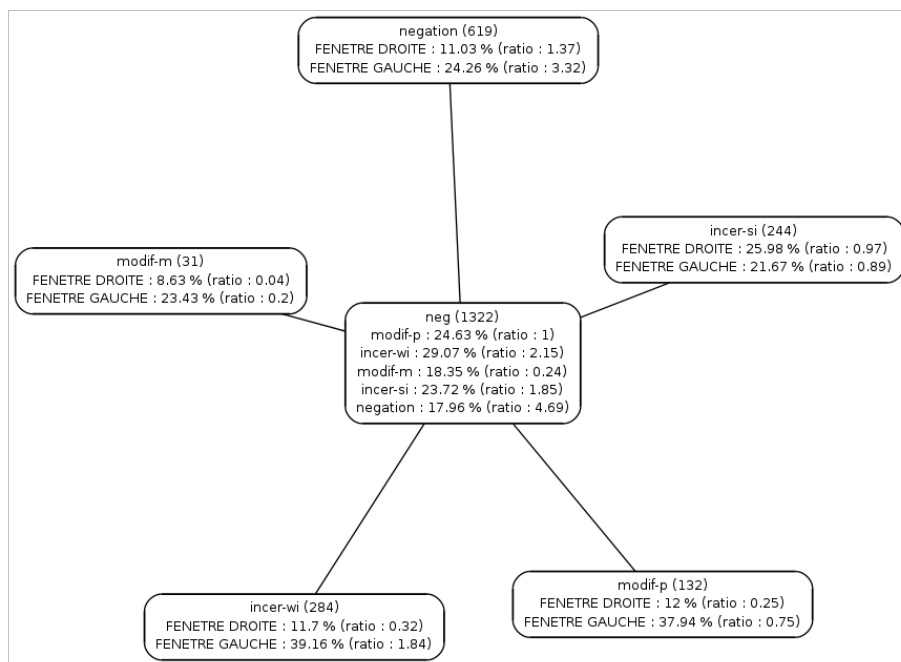 negation (619)
FENETRE DROITE : 11.03 % (ratio : 1.37)
FENETRE GAUCHE : 24.26 % (ratio : 3.32)
incer-si (244)
FENETRE DROITE : 25.98 % (ratio : 0.97)
FENETRE GAUCHE : 21.67 % (ratio : 0.89)
modif-m (31)
FENETRE DROITE : 8.63 % (ratio : 0.04)
FENETRE GAUCHE : 23.43 % (ratio : 0.2)
neg (1322)
modif-p : 24.63 % (ratio : 1)
incer-wi : 29.07 % (ratio : 2.15)
modif-m : 18.35 % (ratio : 0.24)
incer-si : 23.72 % (ratio : 1.85)
negation : 17.96 % (ratio : 4.69)
incer-wi (284)
FENETRE DROITE : 11.7 % (ratio : 0.32)
FENETRE GAUCHE : 39.16 % (ratio : 1.84)
modif-p (132)
FENETRE DROITE : 12 % (ratio : 0.25)
FENETRE GAUCHE : 37.94 % (ratio : 0.75)